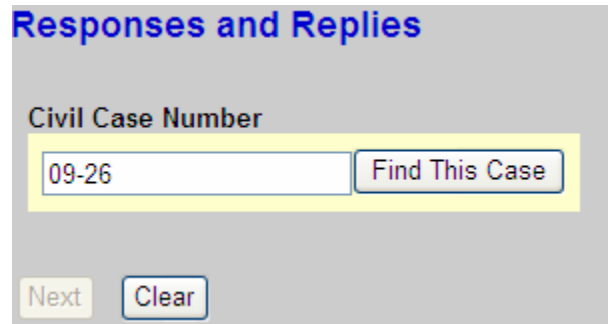 Responses and Replies
Civil Case Number
09-26 Find This Case
Next Clear